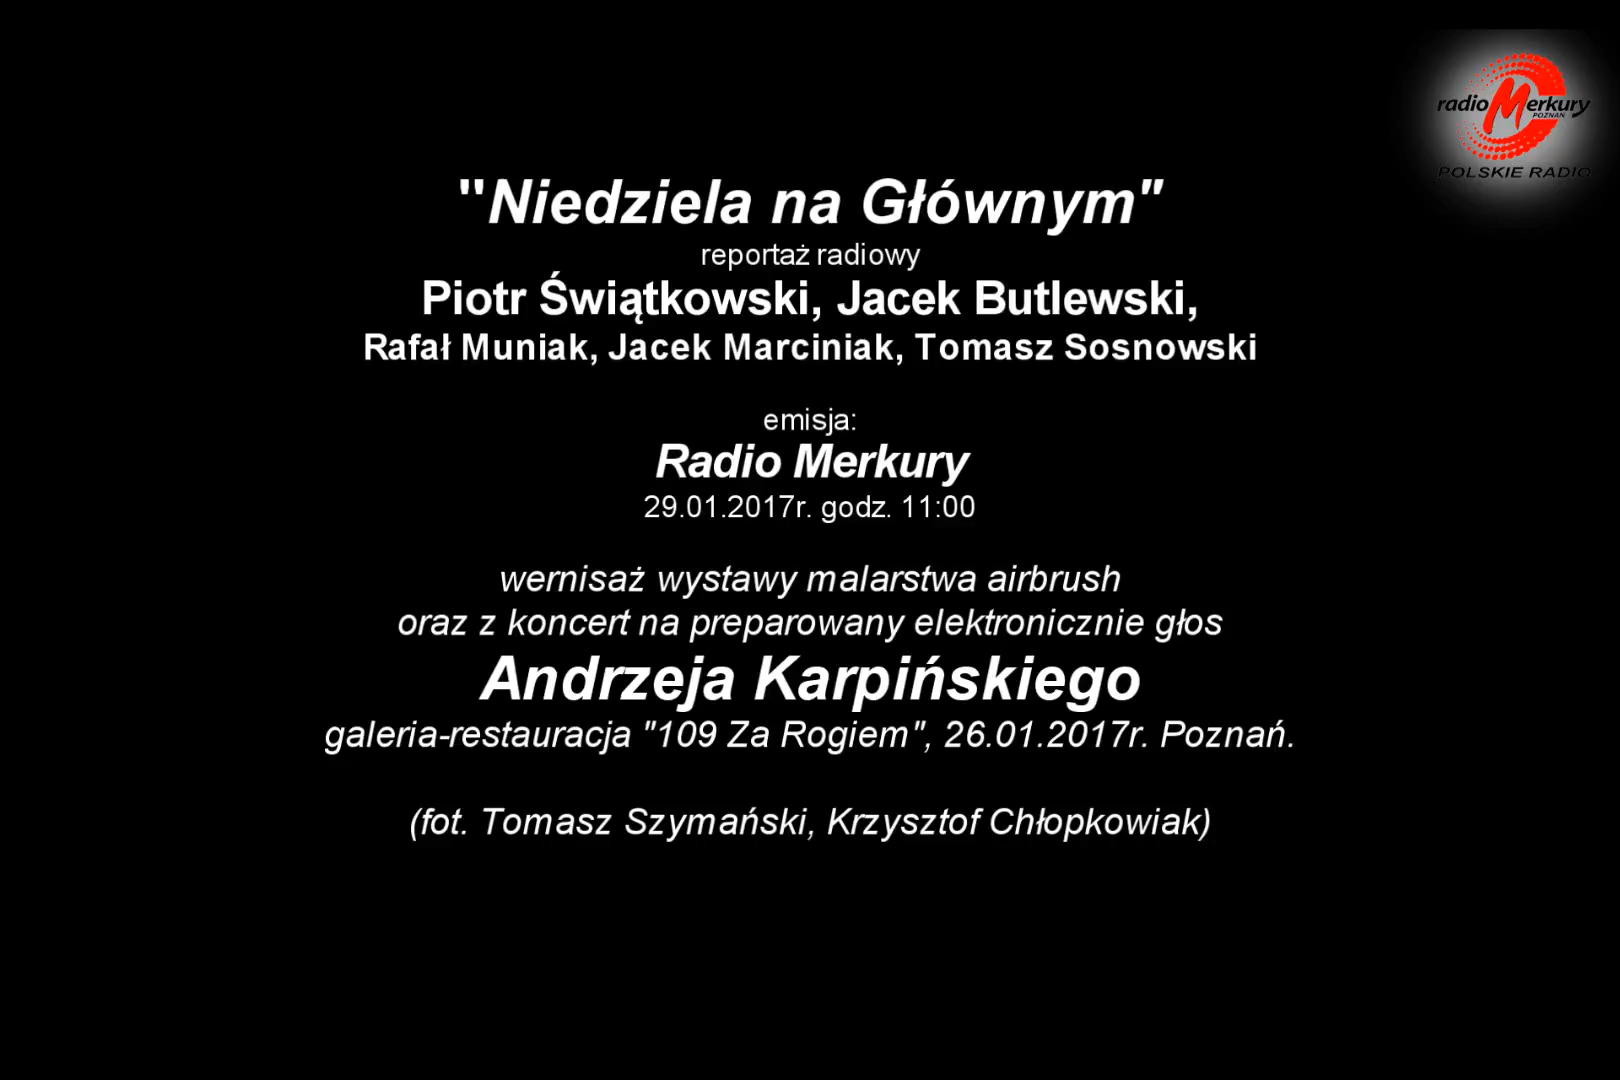 radio Merkury
POZNAŃ
POLSKIE RADIO
"Niedziela na Głównym"
reportaż radiowy
Piotr Świątkowski, Jacek Butlewski,
Rafał Muniak, Jacek Marciniak, Tomasz Sosnowski
emisja:
Radio Merkury
29.01.2017r. godz. 11:00
wernisaż wystawy malarstwa airbrush
oraz z koncert na preparowany elektronicznie głos
Andrzeja Karpińskiego
galeria-restauracja "109 Za Rogiem", 26.01.2017r. Poznań.
(fot. Tomasz Szymański, Krzysztof Chłopkowiak)